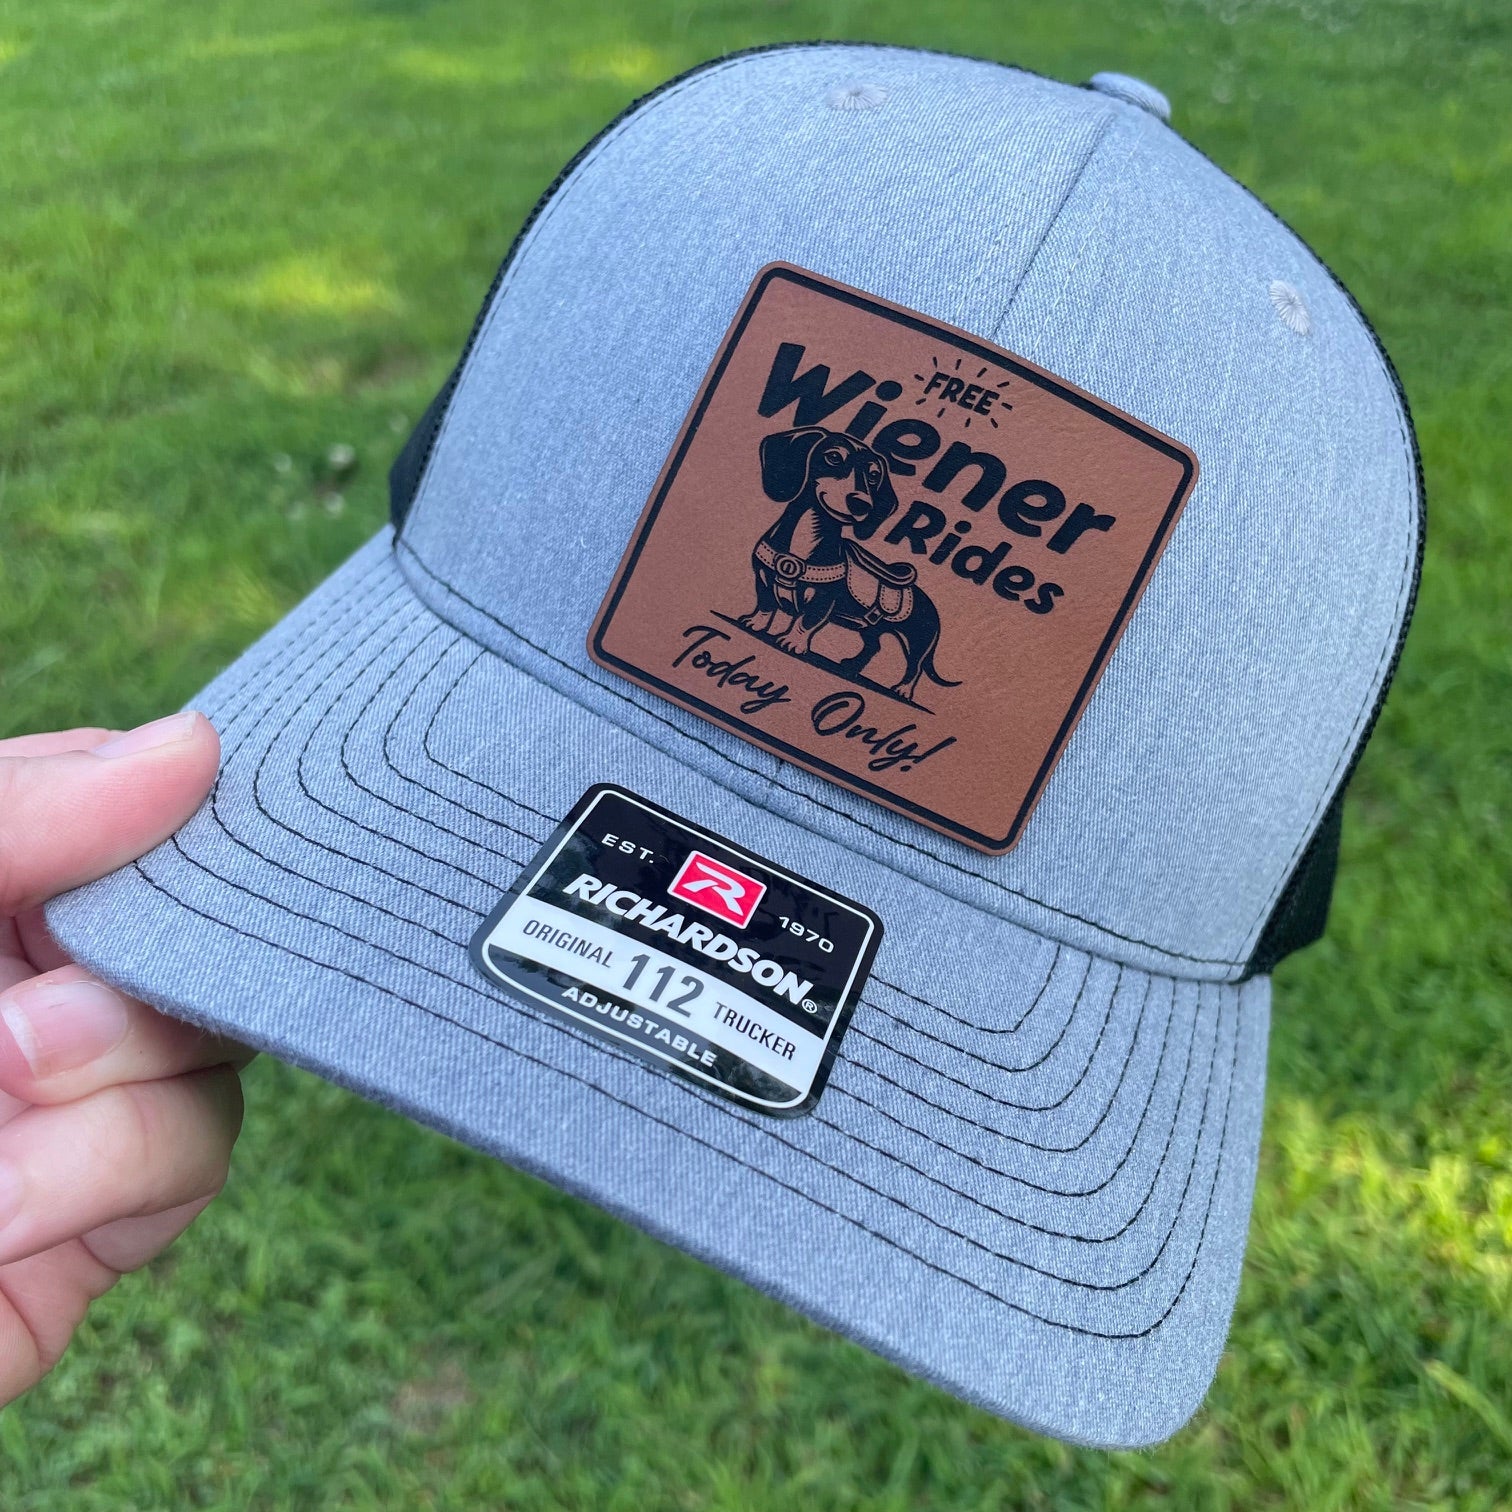 FREE
Wiener
Rides
Today Only!
EST. R 1970
RICHARDSON®
ORIGINAL 112 TRUCKER
ADJUSTABLE